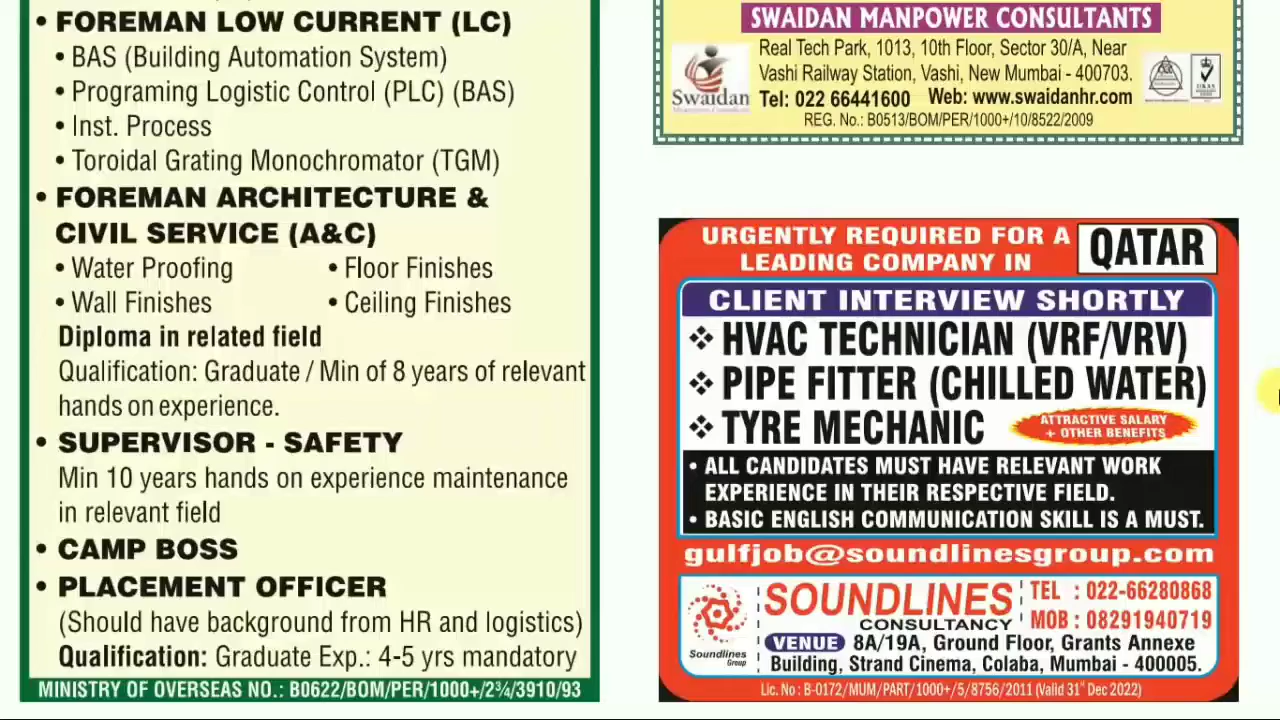 • FOREMAN LOW CURRENT (LC)
• BAS (Building Automation System)
• Programing Logistic Control (PLC) (BAS)
• Inst. Process
• Toroidal Grating Monochromator (TGM)
• FOREMAN ARCHITECTURE &
CIVIL SERVICE (A&C)
• Water Proofing • Floor Finishes
• Wall Finishes • Ceiling Finishes
Diploma in related field
Qualification: Graduate / Min of 8 years of relevant
hands on experience.
• SUPERVISOR - SAFETY
Min 10 years hands on experience maintenance
in relevant field
• CAMP BOSS
• PLACEMENT OFFICER
(Should have background from HR and logistics)
Qualification: Graduate Exp.: 4-5 yrs mandatory
MINISTRY OF OVERSEAS NO.: B0622/BOM/PER/1000+/2¾/3910/93
SWAIDAN MANPOWER CONSULTANTS
Real Tech Park, 1013, 10th Floor, Sector 30/A, Near
Vashi Railway Station, Vashi, New Mumbai - 400703.
Swaidan
Tel: 022 66441600 Web: www.swaidanhr.com
REG. No.: B0513/BOM/PER/1000+/10/8522/2009
URGENTLY REQUIRED FOR A
LEADING COMPANY IN
QATAR
CLIENT INTERVIEW SHORTLY
❖ HVAC TECHNICIAN (VRF/VRV)
❖ PIPE FITTER (CHILLED WATER)
❖ TYRE MECHANIC
ATTRACTIVE SALARY
+ OTHER BENEFITS
• ALL CANDIDATES MUST HAVE RELEVANT WORK
EXPERIENCE IN THEIR RESPECTIVE FIELD.
• BASIC ENGLISH COMMUNICATION SKILL IS A MUST.
gulfjob@soundlinesgroup.com
Soundlines
Group
SOUNDLINES
CONSULTANCY
TEL : 022-66280868
MOB : 08291940719
VENUE 8A/19A, Ground Floor, Grants Annexe
Building, Strand Cinema, Colaba, Mumbai - 400005.
Lic. No : B-0172/MUM/PART/1000+/5/8756/2011 (Valid 31st Dec 2022)